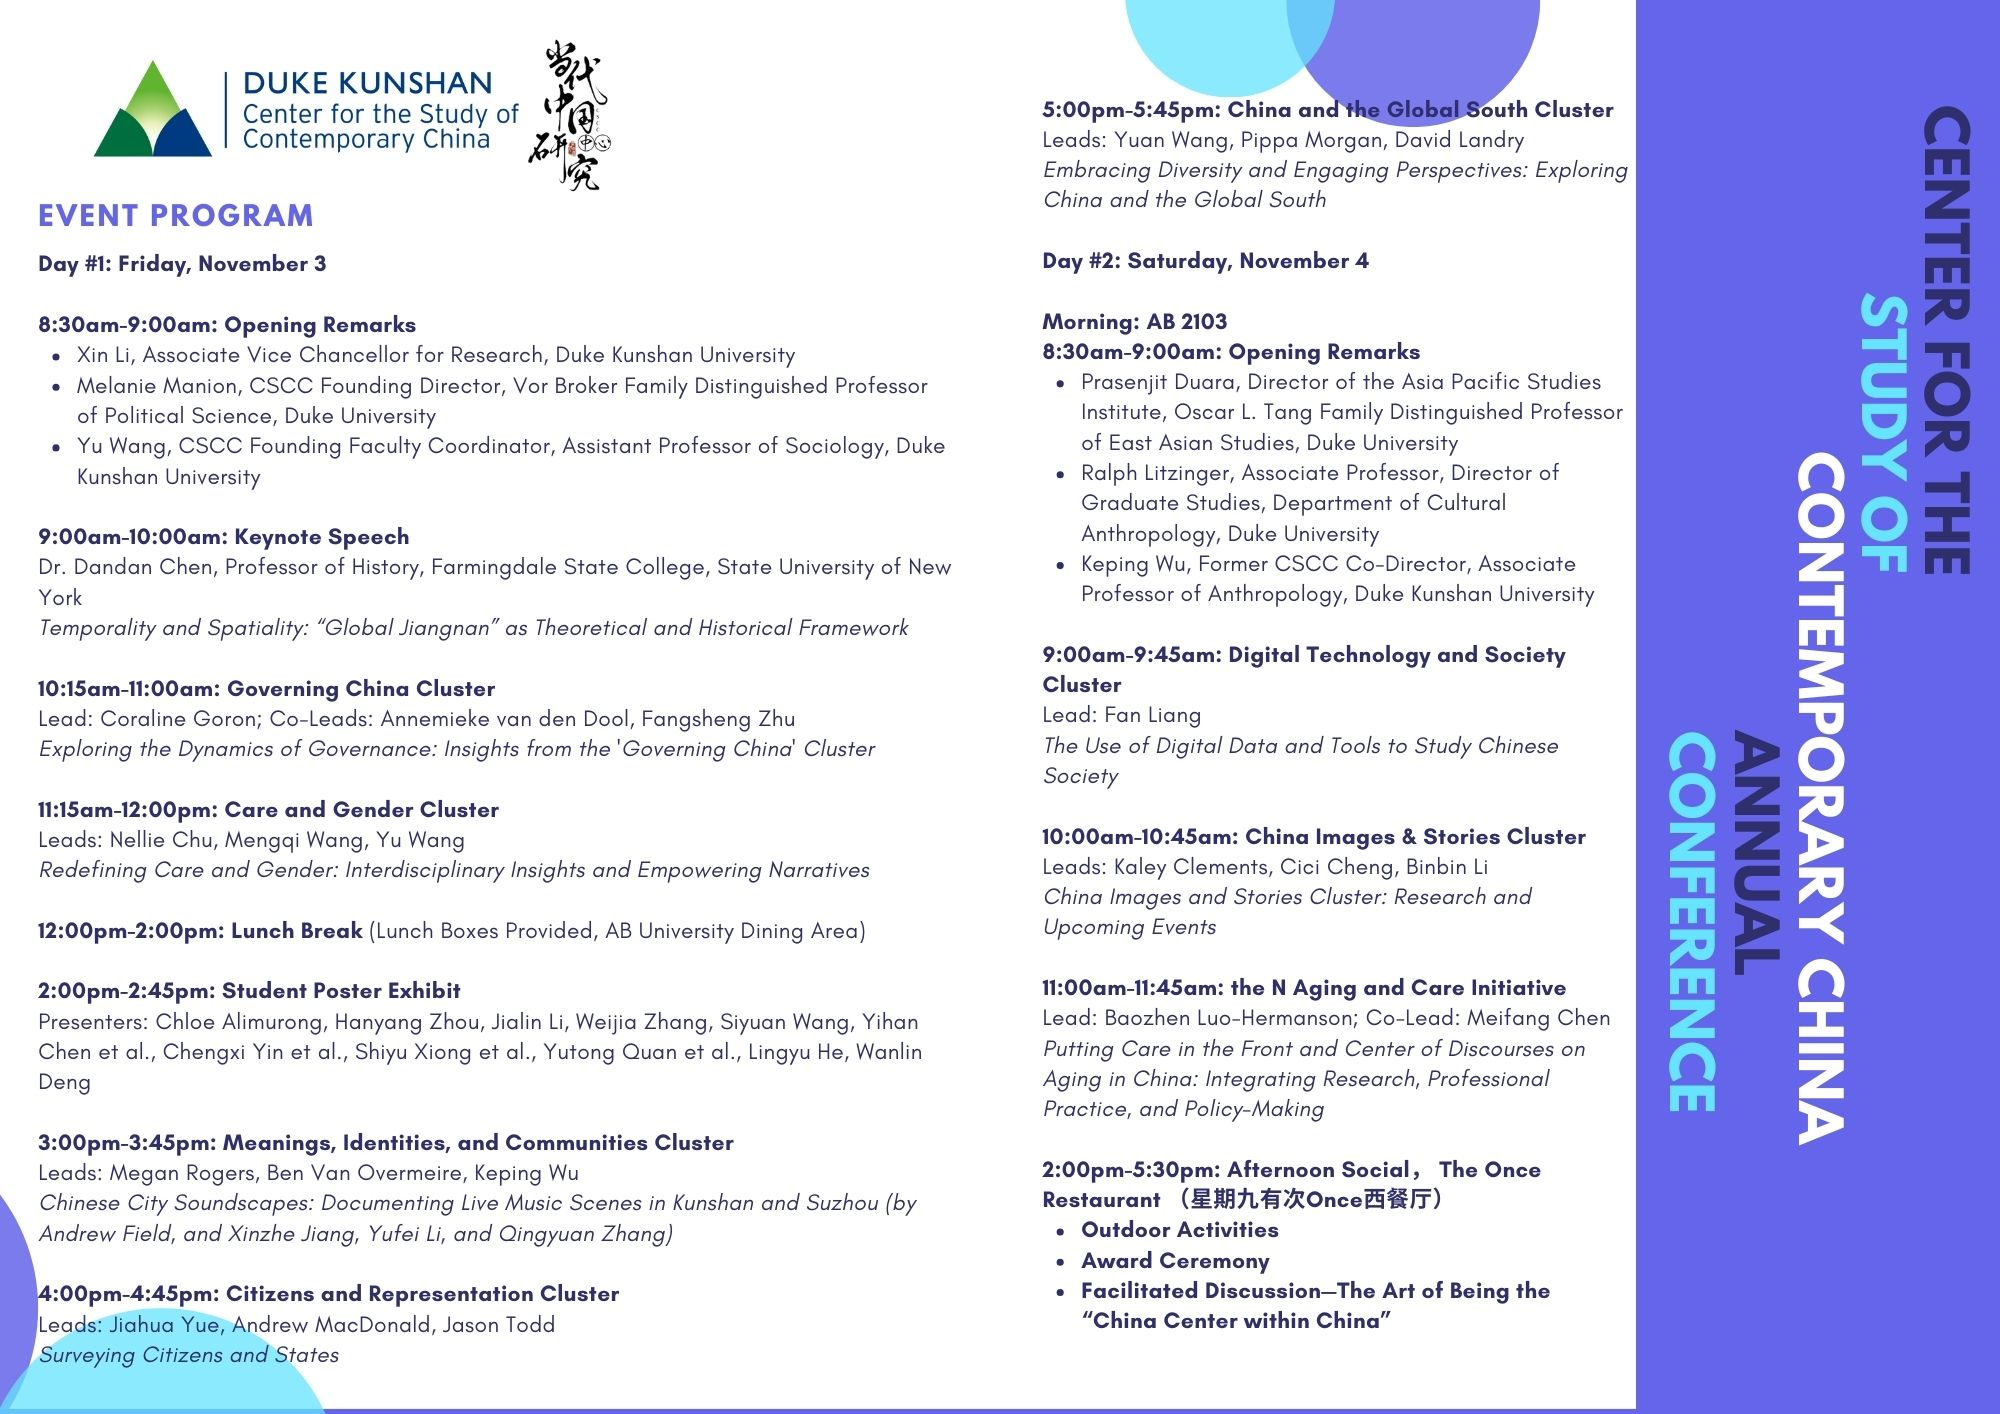 DUKE KUNSHAN
Center for the Study of
Contemporary China
当代
中国
研究
EVENT PROGRAM
Day #1: Friday, November 3
8:30am-9:00am: Opening Remarks
• Xin Li, Associate Vice Chancellor for Research, Duke Kunshan University
• Melanie Manion, CSCC Founding Director, Vor Broker Family Distinguished Professor
of Political Science, Duke University
• Yu Wang, CSCC Founding Faculty Coordinator, Assistant Professor of Sociology, Duke
Kunshan University
9:00am-10:00am: Keynote Speech
Dr. Dandan Chen, Professor of History, Farmingdale State College, State University of New
York
Temporality and Spatiality: “Global Jiangnan” as Theoretical and Historical Framework
10:15am-11:00am: Governing China Cluster
Lead: Coraline Goron; Co-Leads: Annemieke van den Dool, Fangsheng Zhu
Exploring the Dynamics of Governance: Insights from the 'Governing China' Cluster
11:15am-12:00pm: Care and Gender Cluster
Leads: Nellie Chu, Mengqi Wang, Yu Wang
Redefining Care and Gender: Interdisciplinary Insights and Empowering Narratives
12:00pm-2:00pm: Lunch Break (Lunch Boxes Provided, AB University Dining Area)
2:00pm-2:45pm: Student Poster Exhibit
Presenters: Chloe Alimurong, Hanyang Zhou, Jialin Li, Weijia Zhang, Siyuan Wang, Yihan
Chen et al., Chengxi Yin et al., Shiyu Xiong et al., Yutong Quan et al., Lingyu He, Wanlin
Deng
3:00pm-3:45pm: Meanings, Identities, and Communities Cluster
Leads: Megan Rogers, Ben Van Overmeire, Keping Wu
Chinese City Soundscapes: Documenting Live Music Scenes in Kunshan and Suzhou (by
Andrew Field, and Xinzhe Jiang, Yufei Li, and Qingyuan Zhang)
4:00pm-4:45pm: Citizens and Representation Cluster
Leads: Jiahua Yue, Andrew MacDonald, Jason Todd
Surveying Citizens and States
5:00pm-5:45pm: China and the Global South Cluster
Leads: Yuan Wang, Pippa Morgan, David Landry
Embracing Diversity and Engaging Perspectives: Exploring
China and the Global South
Day #2: Saturday, November 4
Morning: AB 2103
8:30am-9:00am: Opening Remarks
• Prasenjit Duara, Director of the Asia Pacific Studies
Institute, Oscar L. Tang Family Distinguished Professor
of East Asian Studies, Duke University
• Ralph Litzinger, Associate Professor, Director of
Graduate Studies, Department of Cultural
Anthropology, Duke University
• Keping Wu, Former CSCC Co-Director, Associate
Professor of Anthropology, Duke Kunshan University
9:00am-9:45am: Digital Technology and Society
Cluster
Lead: Fan Liang
The Use of Digital Data and Tools to Study Chinese
Society
10:00am-10:45am: China Images & Stories Cluster
Leads: Kaley Clements, Cici Cheng, Binbin Li
China Images and Stories Cluster: Research and
Upcoming Events
11:00am-11:45am: the N Aging and Care Initiative
Lead: Baozhen Luo-Hermanson; Co-Lead: Meifang Chen
Putting Care in the Front and Center of Discourses on
Aging in China: Integrating Research, Professional
Practice, and Policy-Making
2:00pm-5:30pm: Afternoon Social， The Once
Restaurant （星期九有次Once西餐厅）
• Outdoor Activities
• Award Ceremony
• Facilitated Discussion—The Art of Being the
“China Center within China”
CENTER FOR THE
STUDY OF
CONTEMPORARY CHINA
ANNUAL
CONFERENCE